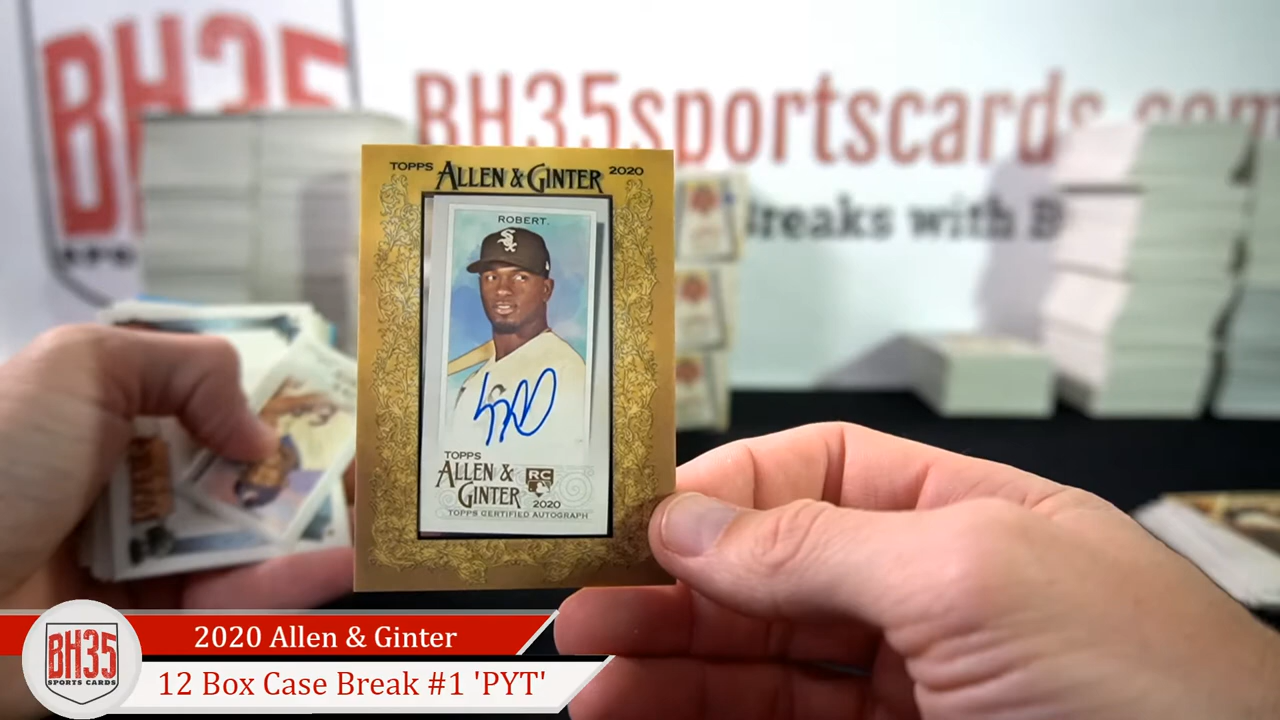 BH35
BH35sportscards.com
Breaks with B
TOPPS ALLEN & GINTER 2020
ROBERT.
TOPPS
ALLEN &
GINTER
RC
2020
TOPPS CERTIFIED AUTOGRAPH
2020 Allen & Ginter
BH35
SPORTS CARDS
12 Box Case Break #1 'PYT'